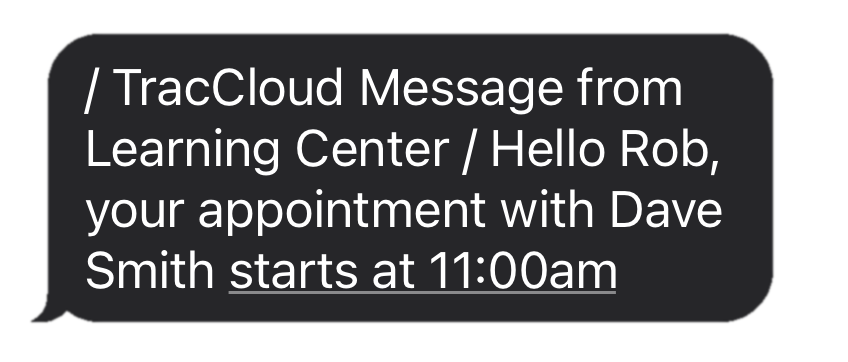 / TracCloud Message from
Learning Center / Hello Rob,
your appointment with Dave
Smith starts at 11:00am